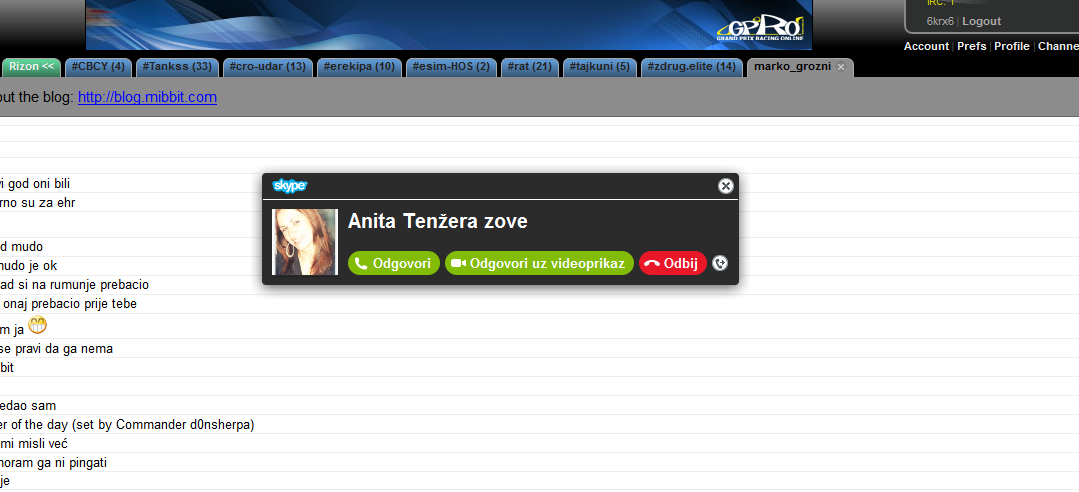 GPRO
GRAND PRIX RACING ONLINE
IRC: 1
6krx6 | Logout
Account | Prefs | Profile | Channe
Rizon << #CBCY (4) #Tankss (33) #cro-udar (13) #erekipa (10) #esim-HOS (2) #rat (21) #tajkuni (5) #zdrug.elite (14) marko_grozni ×
out the blog: http://blog.mibbit.com
i god oni bili
rno su za ehr
d mudo
mudo je ok
ad si na rumunje prebacio
onaj prebacio prije tebe
m ja
se pravi da ga nema
bit
edao sam
er of the day (set by Commander d0nsherpa)
mi misli već
moram ga ni pingati
je
skype
Anita Tenžera zove
Odgovori Odgovori uz videoprikaz Odbij